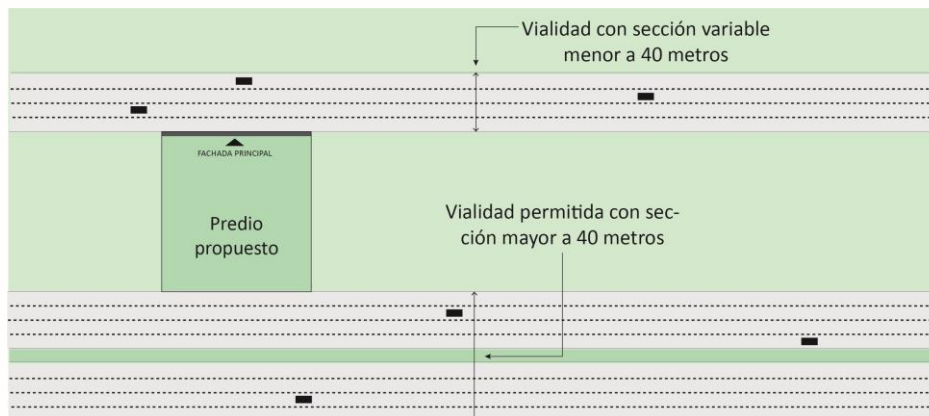 Vialidad con sección variable
menor a 40 metros
FACHADA PRINCIPAL
Predio
propuesto
Vialidad permitida con sec-
ción mayor a 40 metros